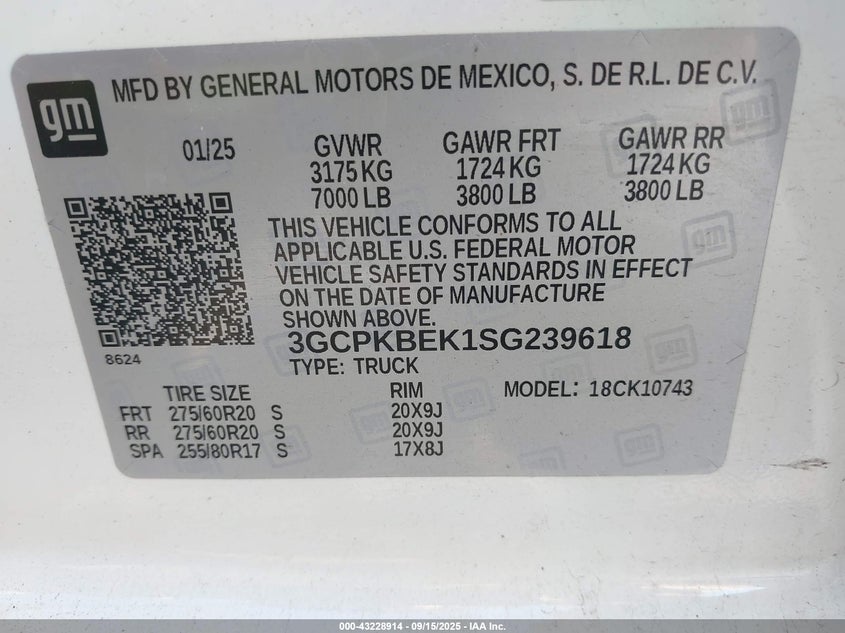 gm
MFD BY GENERAL MOTORS DE MEXICO, S. DE R.L. DE C.V.
01/25 GVWR GAWR FRT GAWR RR
3175 KG 1724 KG 1724 KG
7000 LB 3800 LB 3800 LB
THIS VEHICLE CONFORMS TO ALL
APPLICABLE U.S. FEDERAL MOTOR
VEHICLE SAFETY STANDARDS IN EFFECT
ON THE DATE OF MANUFACTURE
SHOWN ABOVE.
3GCPKBEK1SG239618
8624
TYPE: TRUCK
TIRE SIZE RIM MODEL: 18CK10743
FRT 275/60R20 S 20X9J
RR 275/60R20 S 20X9J
SPA 255/80R17 S 17X8J
000-43228914 - 09/15/2025 - IAA Inc.